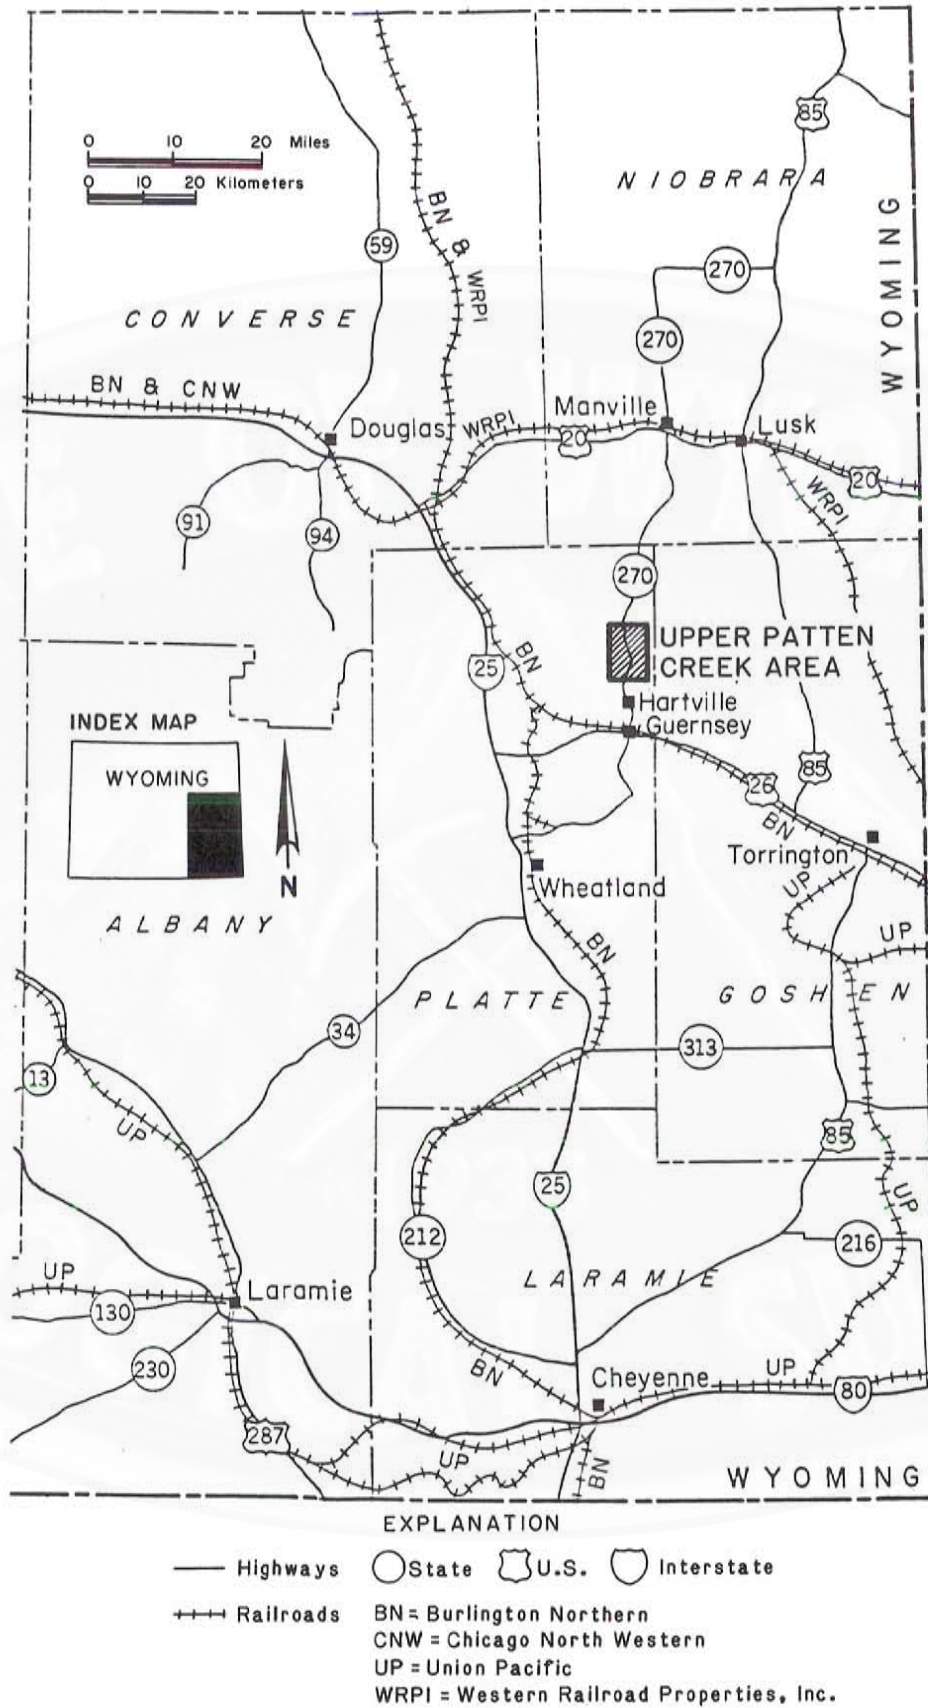 0 10 20 Miles
0 10 20 Kilometers
85
NIOBRARA
WYOMING
BN & WRPI
59
270
270
CONVERSE
BN & CNW
Douglas
WRPI
20
Manville
Lusk
20
WRPI
91
94
270
UPPER PATTEN
CREEK AREA
25
BN
Hartville
Guernsey
INDEX MAP
WYOMING
N
85
26
BN
Torrington
UP
UP
Wheatland
ALBANY
BN
PLATTE
GOSHEN
34
313
13
UP
85
25
UP
212
216
LARAMIE
UP
Laramie
130
230
BN
Cheyenne
UP
80
287
UP
BN
WYOMING
EXPLANATION
Highways State U.S. Interstate
Railroads BN = Burlington Northern
CNW = Chicago North Western
UP = Union Pacific
WRPI = Western Railroad Properties, Inc.